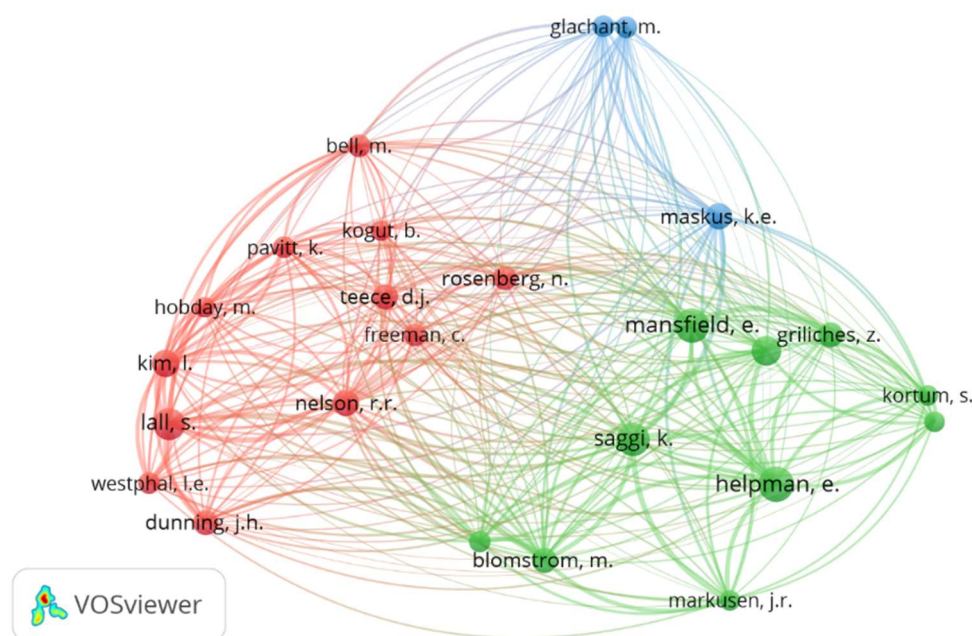 glachant, m.
bell, m.
maskus, k.e.
kogut, b.
pavitt, k.
rosenberg, n.
teece, d.j.
hobday, m.
mansfield, e.
freeman, c.
griliches, z.
kim, l.
kortum, s.
nelson, r.r.
lall, s.
saggi, k.
westphal, l.e.
helpman, e.
dunning, j.h.
blomstrom, m.
markusen, j.r.
VOSviewer